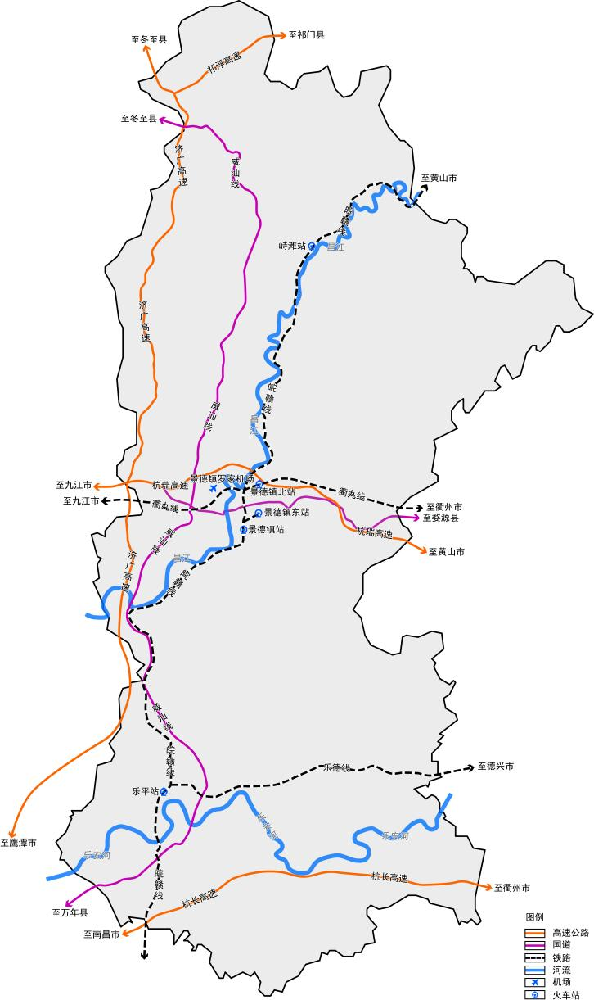 至祁门县
至冬至县
祁浮高速
至冬至县
济广高速
威汕线
至黄山市
皖赣线
峙滩站
昌江
济广高速
皖赣线
威汕线
昌江
景德镇罗家机场
至九江市
杭瑞高速
景德镇北站
衢九线
至九江市
衢九线
至衢州市
景德镇东站
至婺源县
景德镇站
威汕线
杭瑞高速
至黄山市
昌江
济广高速
皖赣线
威汕线
皖赣线
乐德线
至德兴市
乐平站
乐安河
至鹰潭市
乐安河
乐安河
皖赣线
杭长高速
至衢州市
杭长高速
至万年县
至南昌市
图例
高速公路
国道
铁路
河流
机场
火车站